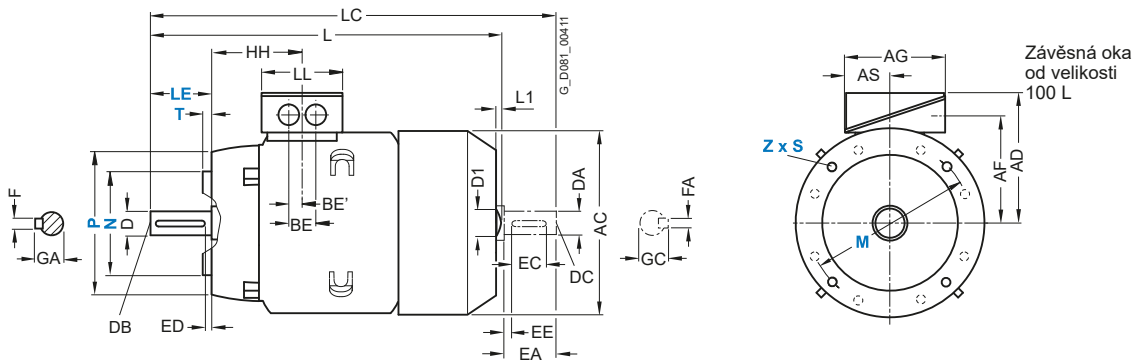 LC
L
HH
LL
G_D081_00411
LE
T
L1
F
GA
P
N
D
BE'
BE
D1
DA
AC
FA
GC
EC
DC
DB
ED
EE
EA
AG
AS
Závěsná oka
od velikosti
100 L
Z x S
AF
AD
M